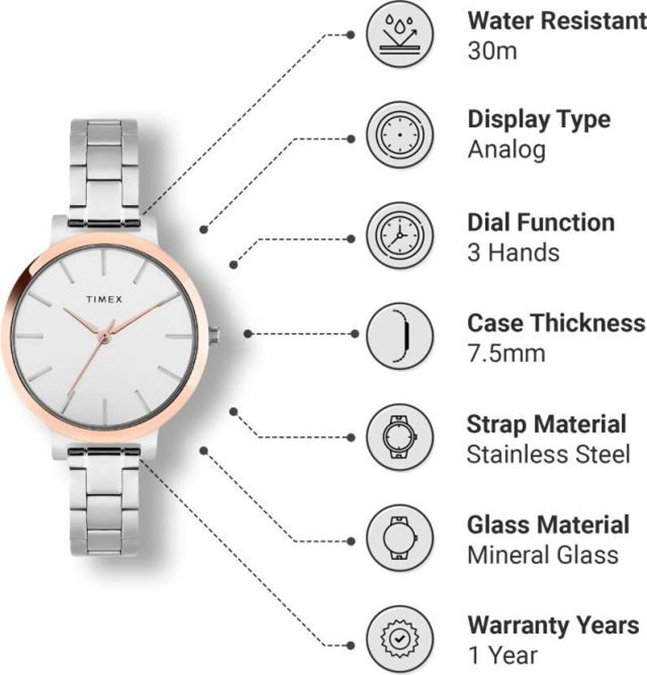 Water Resistant
30m
Display Type
Analog
TIMEX
Dial Function
3 Hands
Case Thickness
7.5mm
Strap Material
Stainless Steel
Glass Material
Mineral Glass
Warranty Years
1 Year